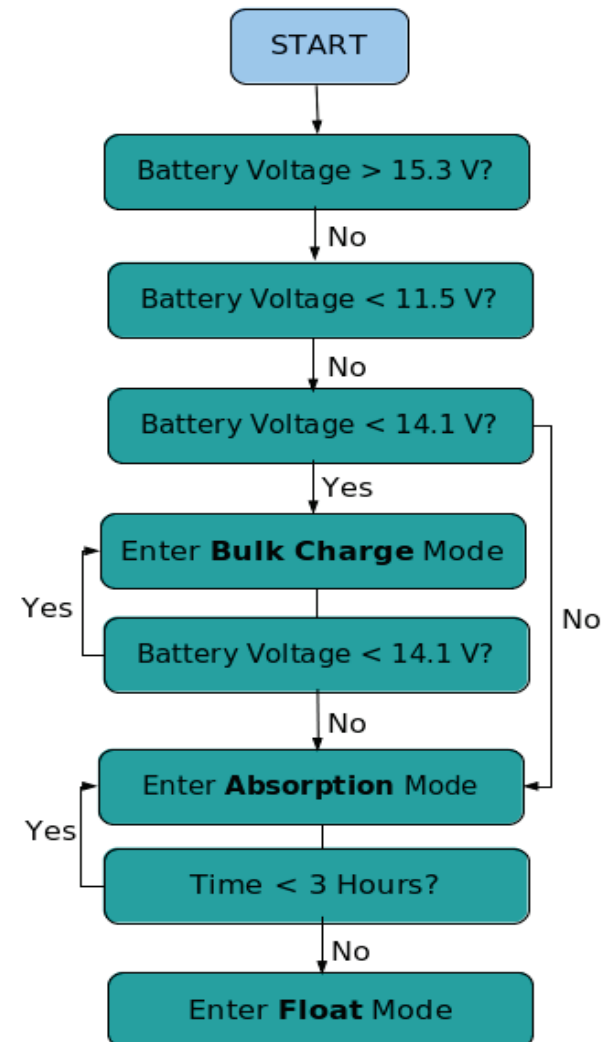 START
Battery Voltage > 15.3 V?
No
Battery Voltage < 11.5 V?
No
Battery Voltage < 14.1 V?
Yes
Enter Bulk Charge Mode
Yes
No
Battery Voltage < 14.1 V?
No
Enter Absorption Mode
Yes
Time < 3 Hours?
No
Enter Float Mode